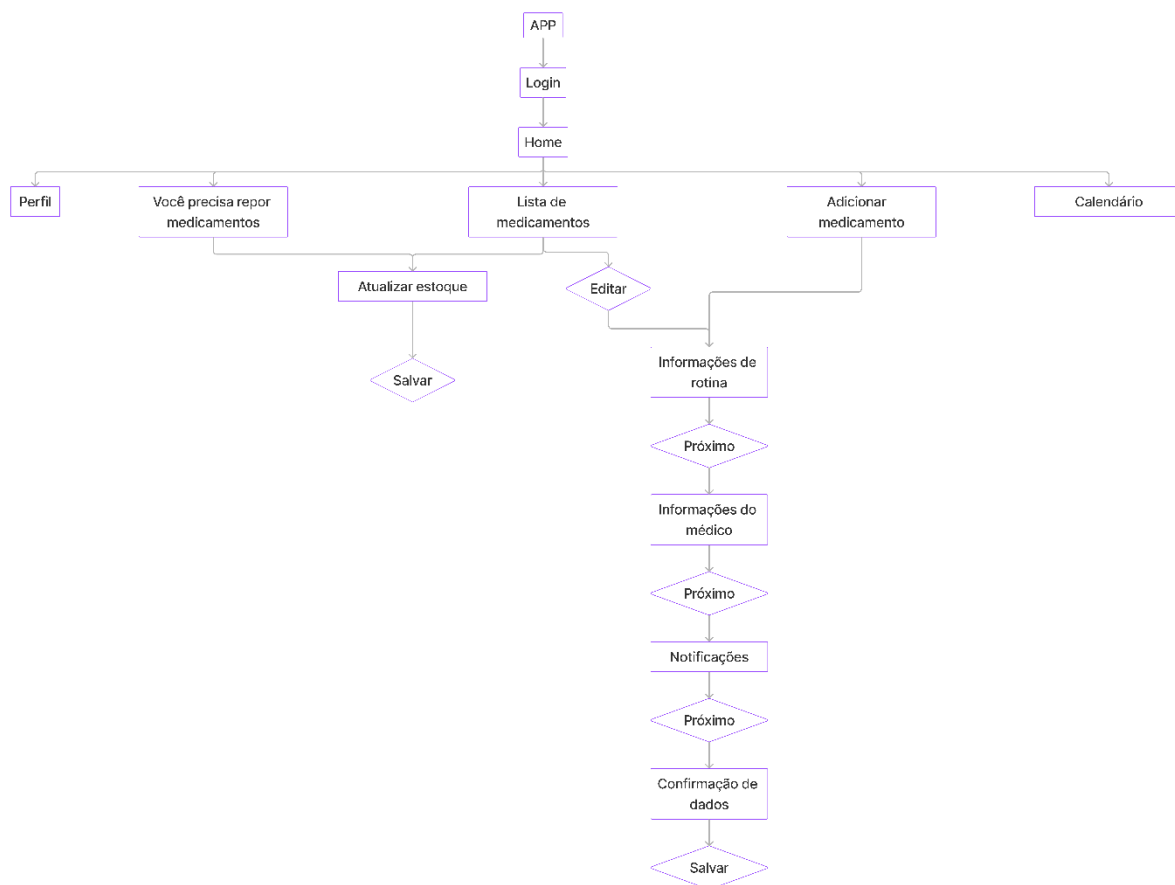 APP
Login
Home
Perfil
Você precisa repor
medicamentos
Lista de
medicamentos
Adicionar
medicamento
Calendário
Atualizar estoque
Editar
Salvar
Informações de
rotina
Próximo
Informações do
médico
Próximo
Notificações
Próximo
Confirmação de
dados
Salvar